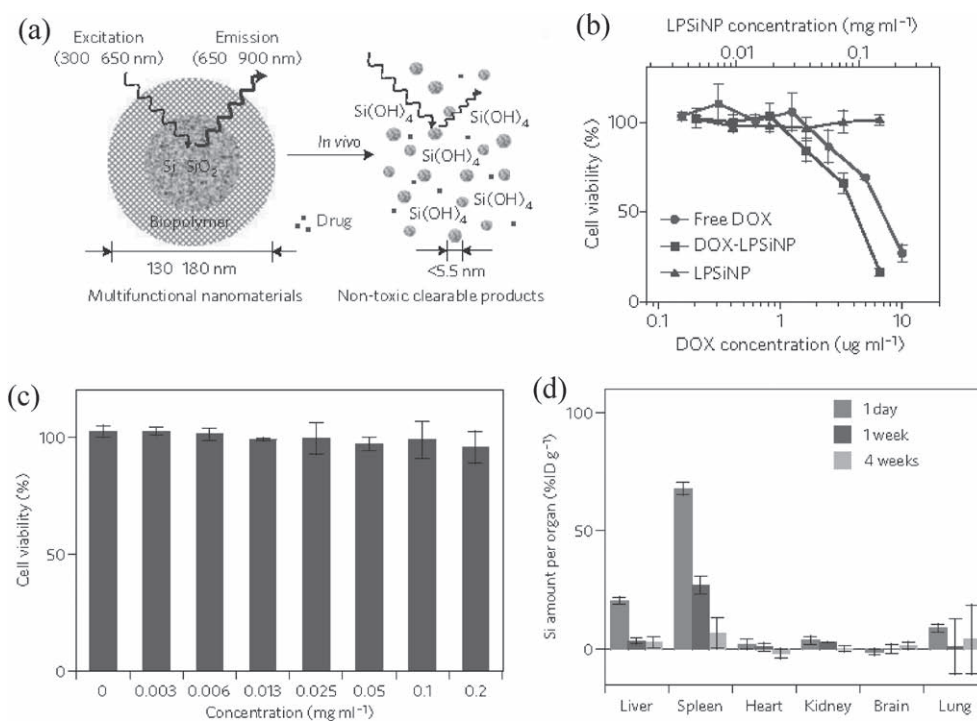 (a)
Excitation
(300 650 nm)
Emission
(650 900 nm)
Si SiO₂
Biopolymer
130 180 nm
Multifunctional nanomaterials
In vivo
Drug
Si(OH)₄
Si(OH)₄
Si(OH)₄
Si(OH)₄
Si(OH)₄
Si(OH)₄
<5.5 nm
Non-toxic clearable products
(b)
LPSiNP concentration (mg ml⁻¹)
0.01 0.1
Cell viability (%)
100
50
0
Free DOX
DOX-LPSiNP
LPSiNP
0.1 1 10
DOX concentration (ug ml⁻¹)
(c)
Cell viability (%)
100
50
0
0 0.003 0.006 0.013 0.025 0.05 0.1 0.2
Concentration (mg ml⁻¹)
(d)
Si amount per organ (%ID g⁻¹)
100
50
0
1 day
1 week
4 weeks
Liver Spleen Heart Kidney Brain Lung